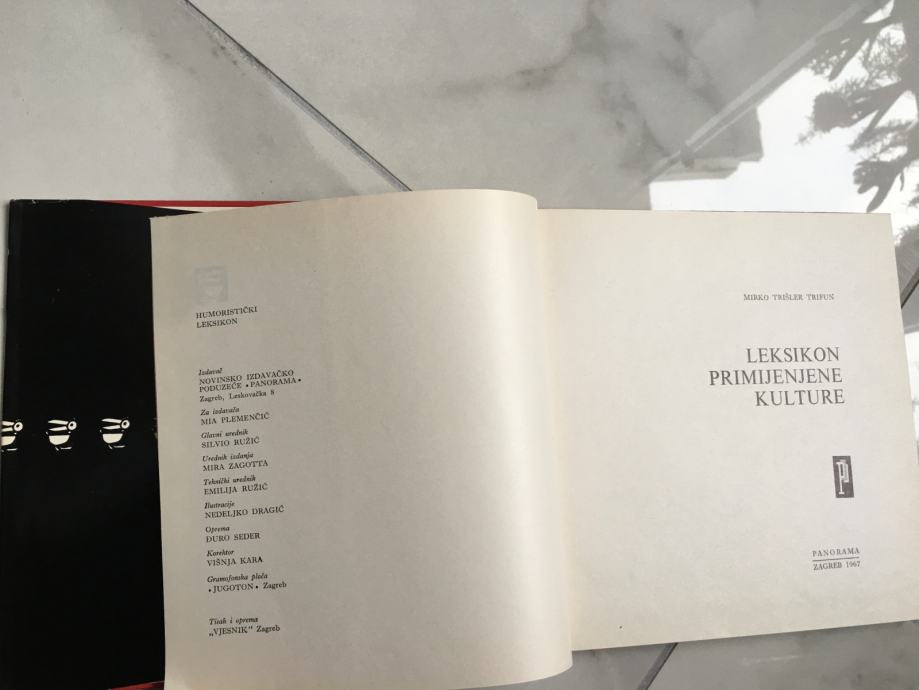 HUMORISTIČKI
LEKSIKON
Izdavač
NOVINSKO IZDAVAČKO
PODUZEĆE •PANORAMA•
Zagreb, Leskovačka 8
Za izdavača
MIA PLEMENČIĆ
Glavni urednik
SILVIO RUŽIĆ
Urednik izdanja
MIRA ZAGOTTA
Tehnički urednik
EMILIJA RUŽIĆ
Ilustracije
NEDELJKO DRAGIĆ
Oprema
ĐURO SEDER
Korektor
VIŠNJA KARA
Gramofonska ploča
•JUGOTON• Zagreb
Tisak i oprema
„VJESNIK” Zagreb
MIRKO TRIŠLER TRIFUN
LEKSIKON
PRIMIJENJENE
KULTURE
PANORAMA
ZAGREB 1967